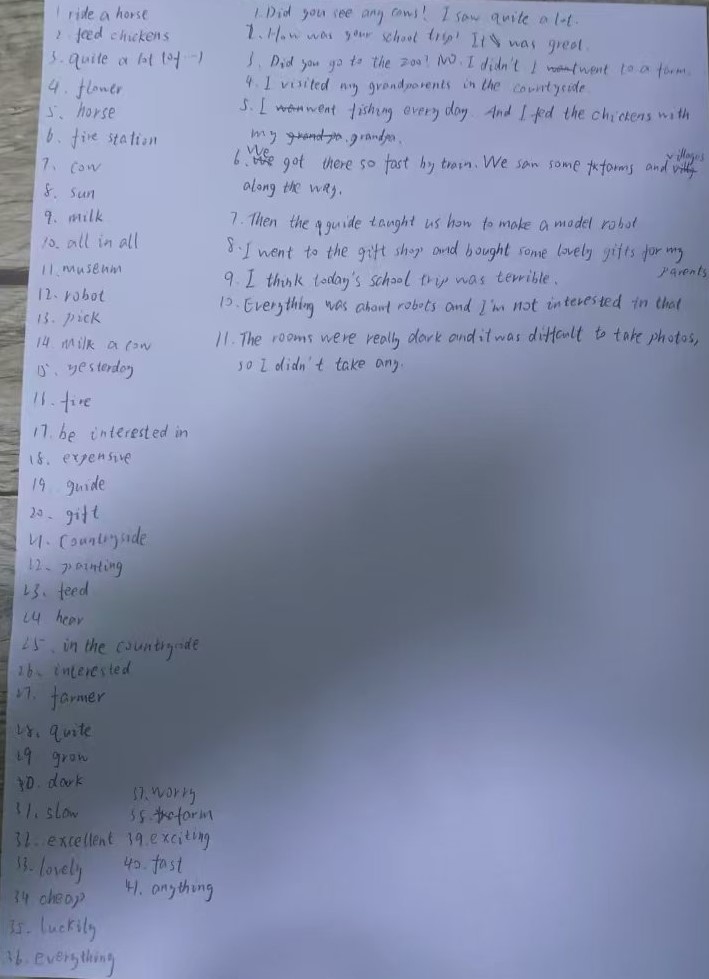 1 ride a horse
2. feed chickens
3. quite a lot (of …)
4. flower
5. horse
6. fire station
7. cow
8. sun
9. milk
10. all in all
11. museum
12. robot
13. pick
14. milk a cow
15. yesterday
16. fire
17. be interested in
18. expensive
19. guide
20. gift
21. countryside
22. painting
23. feed
24 hear
25. in the countryside
26. interested
27. farmer
28. quite
29 grow
30. dark
31. slow
32. excellent
33. lovely
34 cheap
35. luckily
36. everything
37. worry
38. farm
39. exciting
40. fast
41. anything
1. Did you see any cows! I saw quite a lot.
2. How was your school trip! It was great.
3. Did you go to the zoo! NO. I didn't I went to a farm.
4. I visited my grandparents in the countryside.
5. I went fishing every day. And I fed the chickens with
my grandpa.
6. We got there so fast by train. We saw some farms and villages
along the way.
7. Then the guide taught us how to make a model robot
8. I went to the gift shop and bought some lovely gifts for my
parents
9. I think today's school trip was terrible.
10. Everything was about robots and I'm not interested in that
11. The rooms were really dark and it was difficult to take photos,
so I didn't take any.